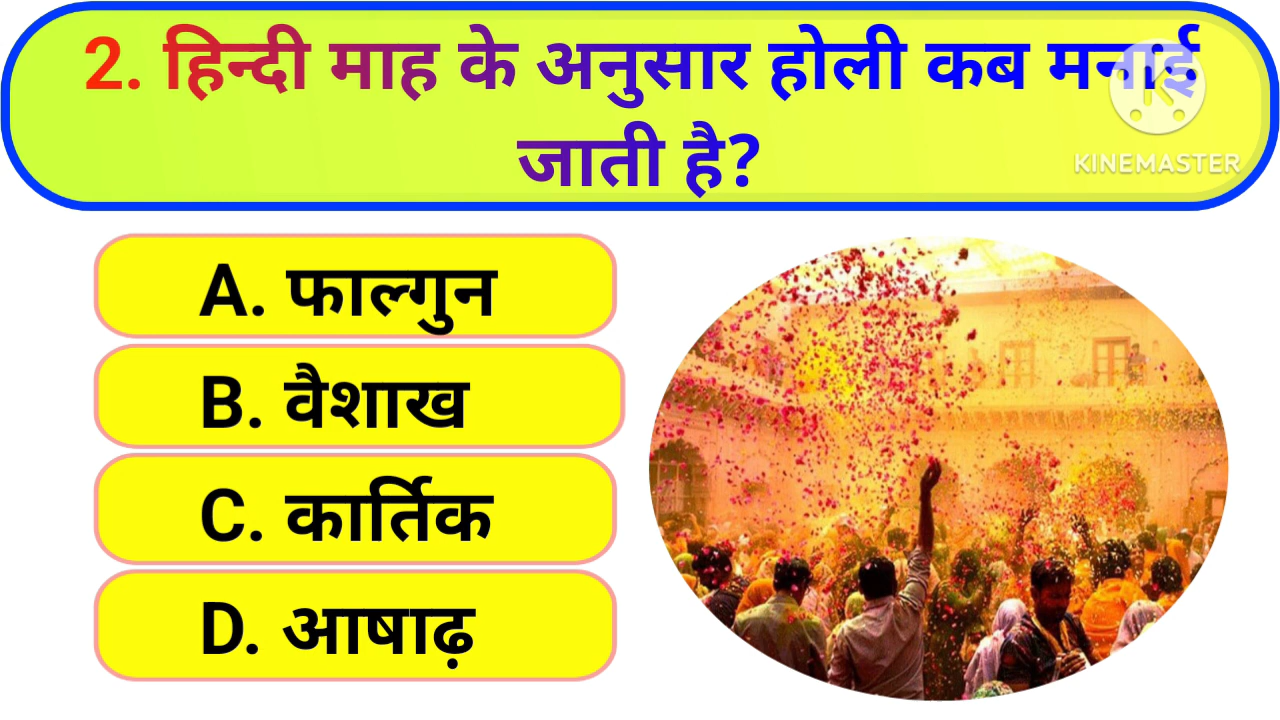 2. हिन्दी माह के अनुसार होली कब मनाई
जाती है?
KINEMASTER
A. फाल्गुन
B. वैशाख
C. कार्तिक
D. आषाढ़